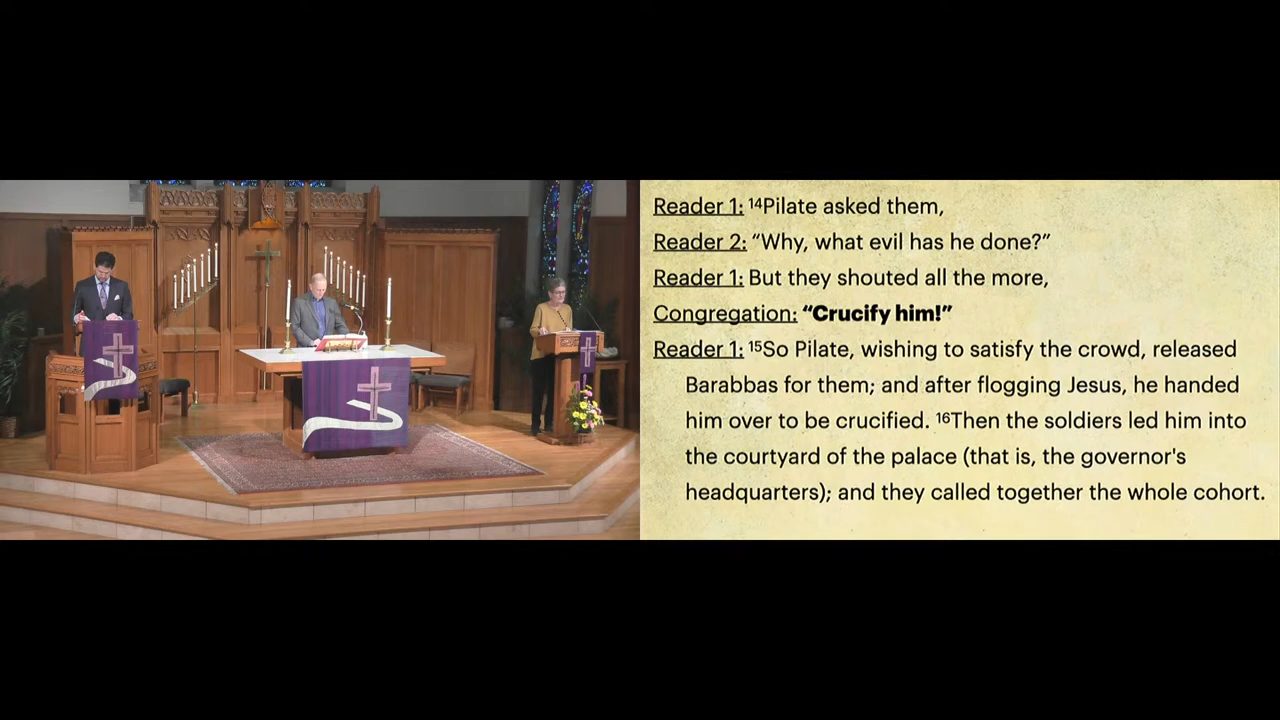 Reader 1: ¹⁴Pilate asked them,
Reader 2: “Why, what evil has he done?”
Reader 1: But they shouted all the more,
Congregation: “Crucify him!”
Reader 1: ¹⁵So Pilate, wishing to satisfy the crowd, released
Barabbas for them; and after flogging Jesus, he handed
him over to be crucified. ¹⁶Then the soldiers led him into
the courtyard of the palace (that is, the governor's
headquarters); and they called together the whole cohort.